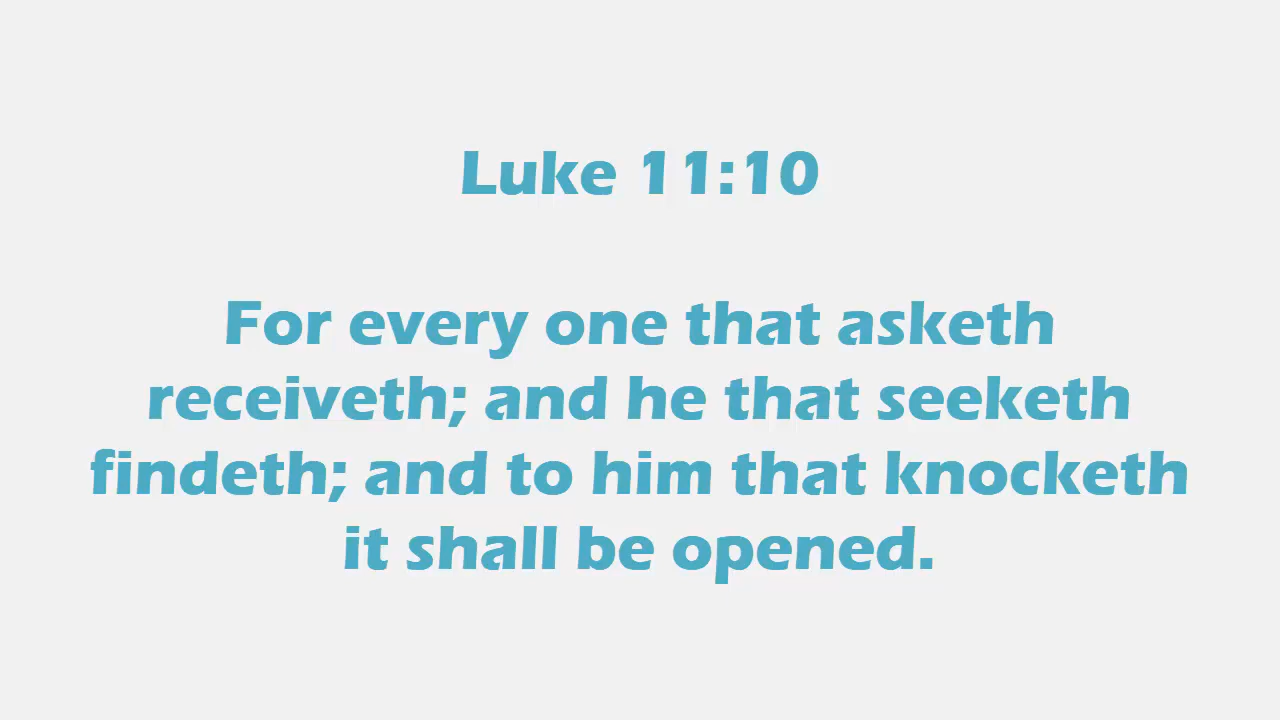 Luke 11:10
For every one that asketh
receiveth; and he that seeketh
findeth; and to him that knocketh
it shall be opened.